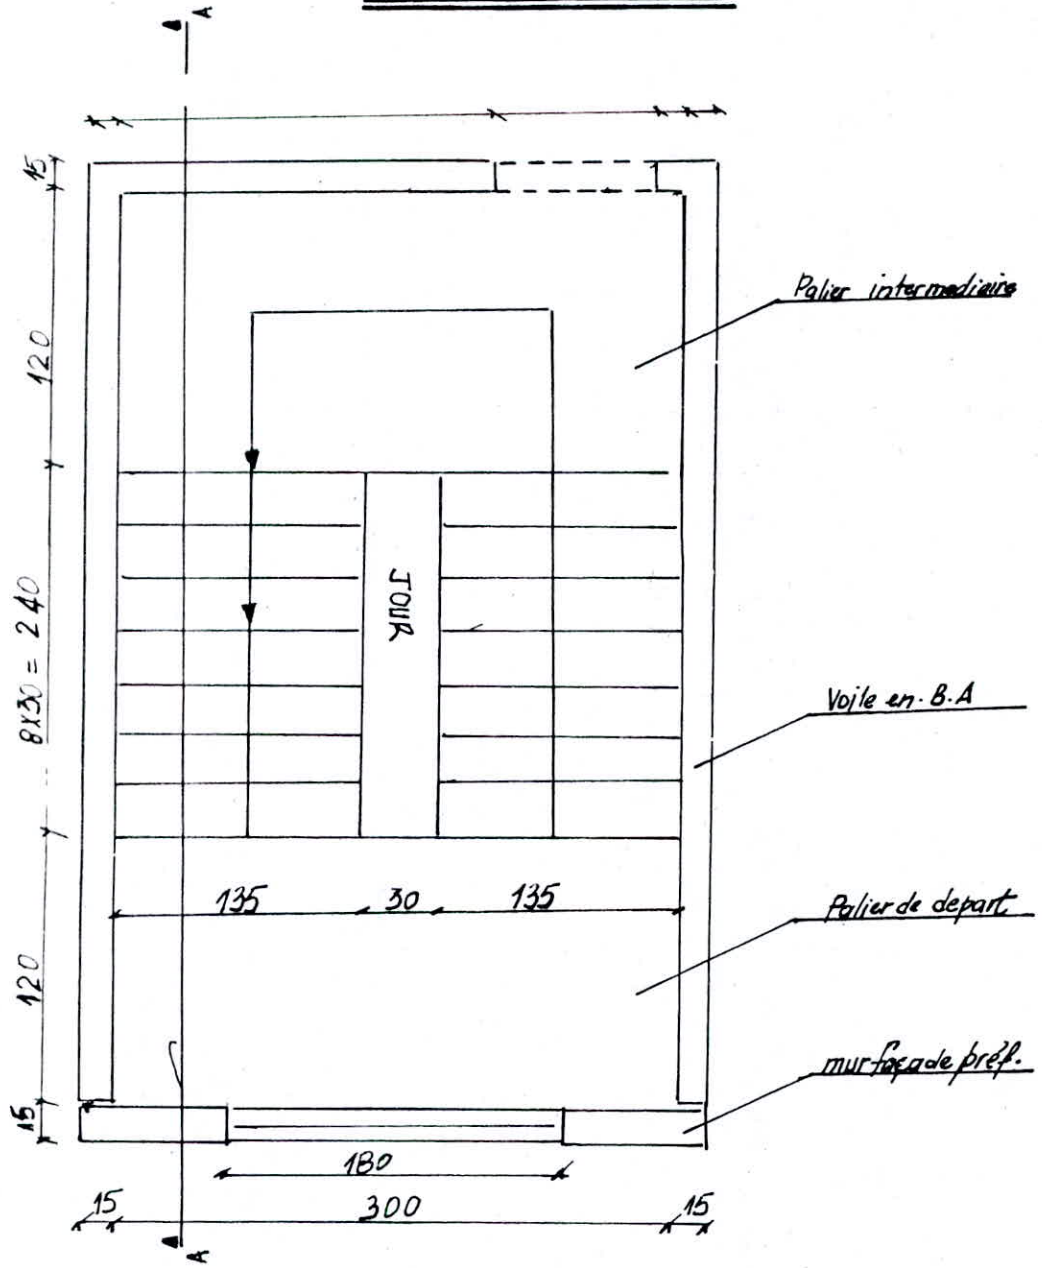 A
15
120
8x30 = 240
120
15
Palier intermediaire
JOUR
Voile en. B.A
135
30
135
Palier de depart
mur façade préf.
180
15
300
15
A